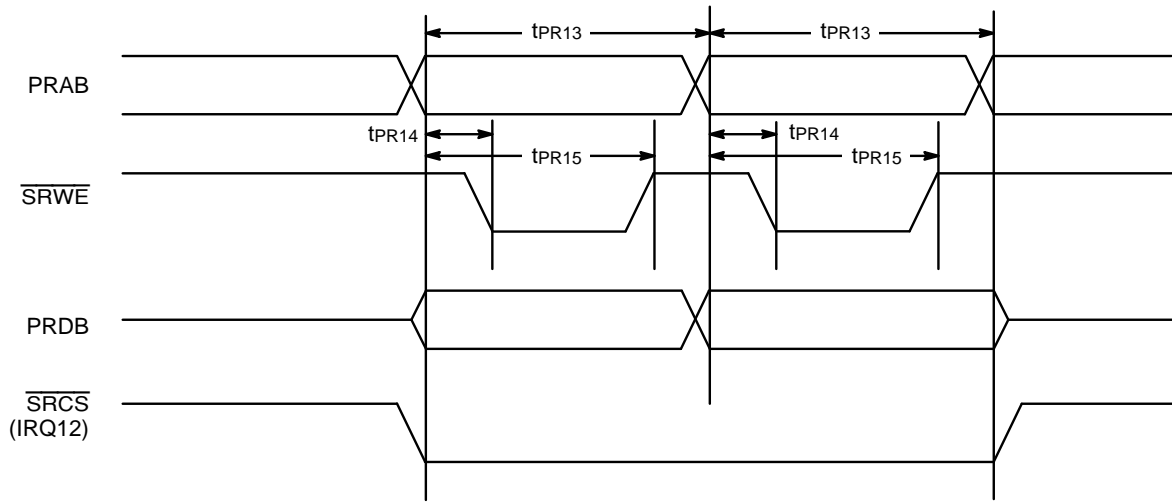 tPR13 tPR13
PRAB
tPR14 tPR14
tPR15 tPR15
SRWE
PRDB
SRCS
(IRQ12)